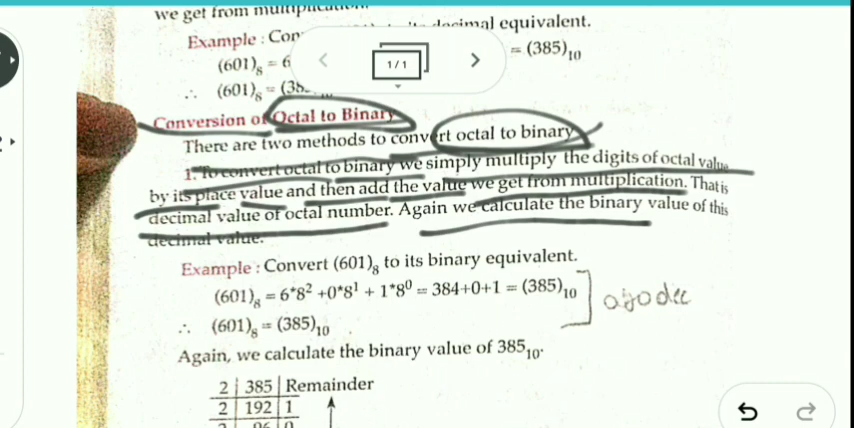 we get from multiplication.
Example : Con decimal equivalent.
(601)₈ = 6 = (385)₁₀
1 / 1
∴ (601)₈ = (38
Conversion of Octal to Binary
There are two methods to convert octal to binary
1. To convert octal to binary we simply multiply the digits of octal value
by its place value and then add the value we get from multiplication. That is
decimal value of octal number. Again we calculate the binary value of this
decimal value.
Example : Convert (601)₈ to its binary equivalent.
(601)₈ = 6*8² +0*8¹ + 1*8⁰ = 384+0+1 = (385)₁₀
∴ (601)₈ = (385)₁₀
Again, we calculate the binary value of 385₁₀.
2 | 385 | Remainder
2 | 192 | 1